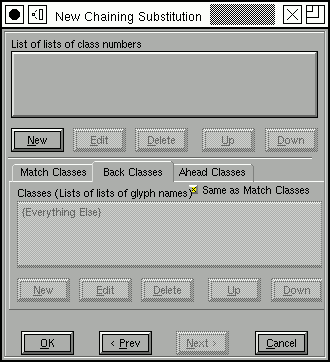 New Chaining Substitution
List of lists of class numbers
New Edit Delete Up Down
Match Classes Back Classes Ahead Classes
Classes (Lists of lists of glyph names) Same as Match Classes
{Everything Else}
New Edit Delete Up Down
OK < Prev Next > Cancel